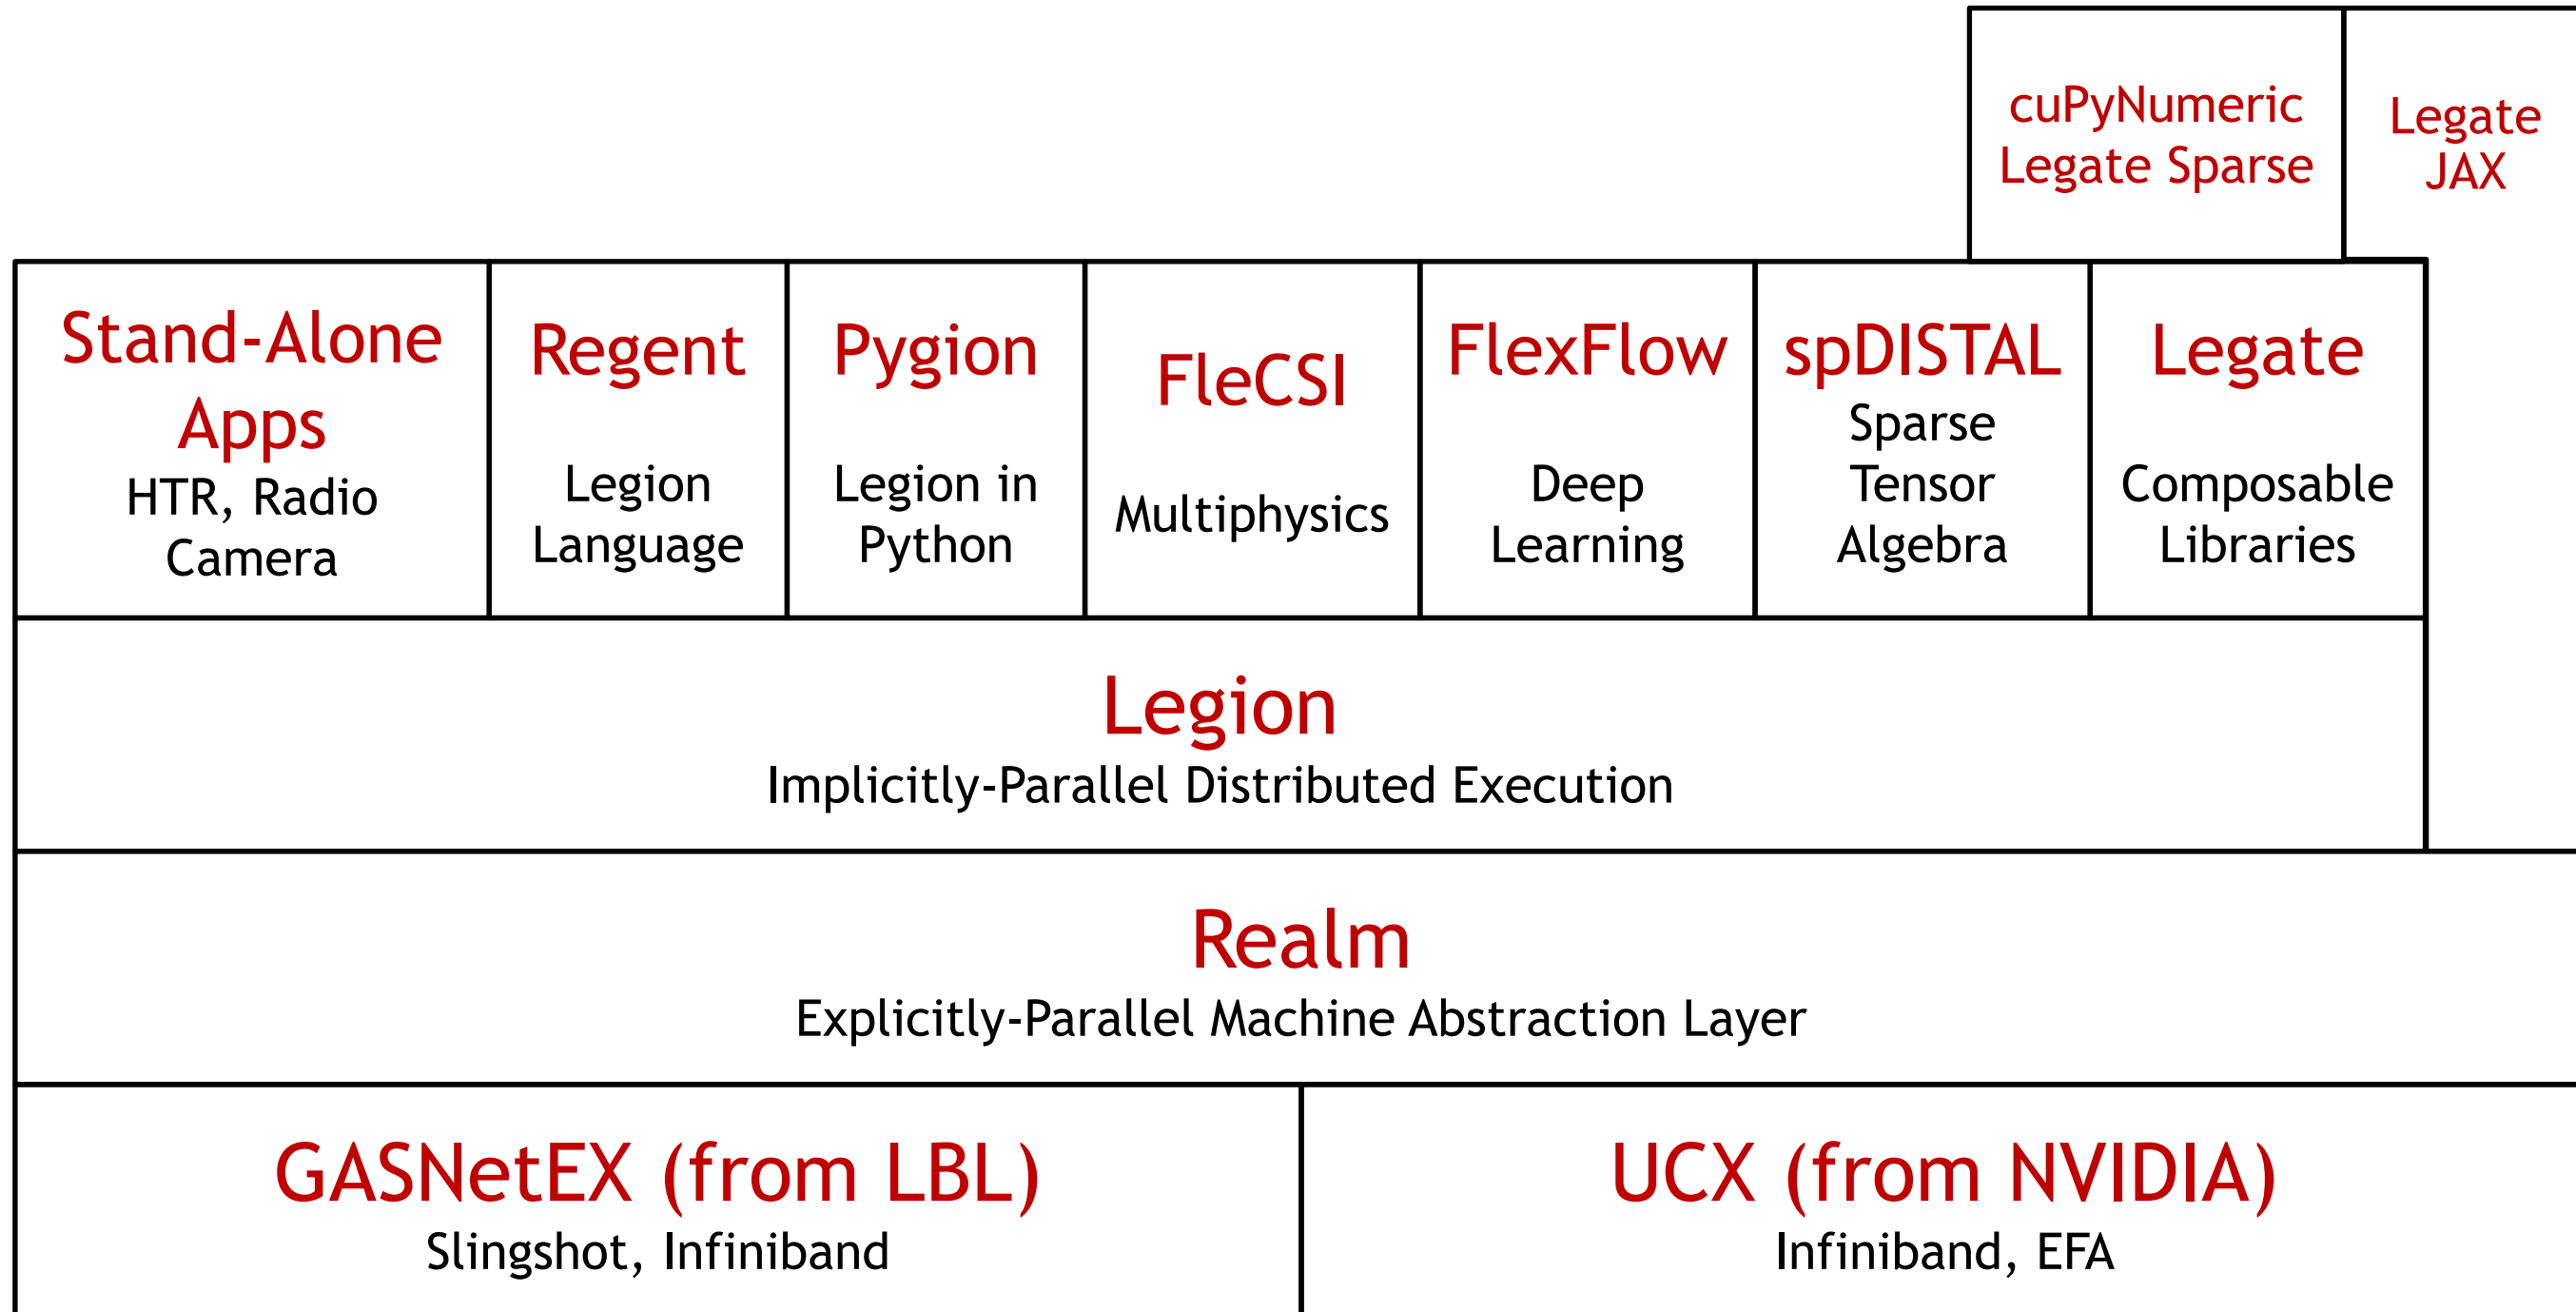 cuPyNumeric
Legate Sparse
Legate
JAX
Stand-Alone
Apps
HTR, Radio
Camera
Regent
Legion
Language
Pygion
Legion in
Python
FleCSI
Multiphysics
FlexFlow
Deep
Learning
spDISTAL
Sparse
Tensor
Algebra
Legate
Composable
Libraries
Legion
Implicitly-Parallel Distributed Execution
Realm
Explicitly-Parallel Machine Abstraction Layer
GASNetEX (from LBL)
Slingshot, Infiniband
UCX (from NVIDIA)
Infiniband, EFA